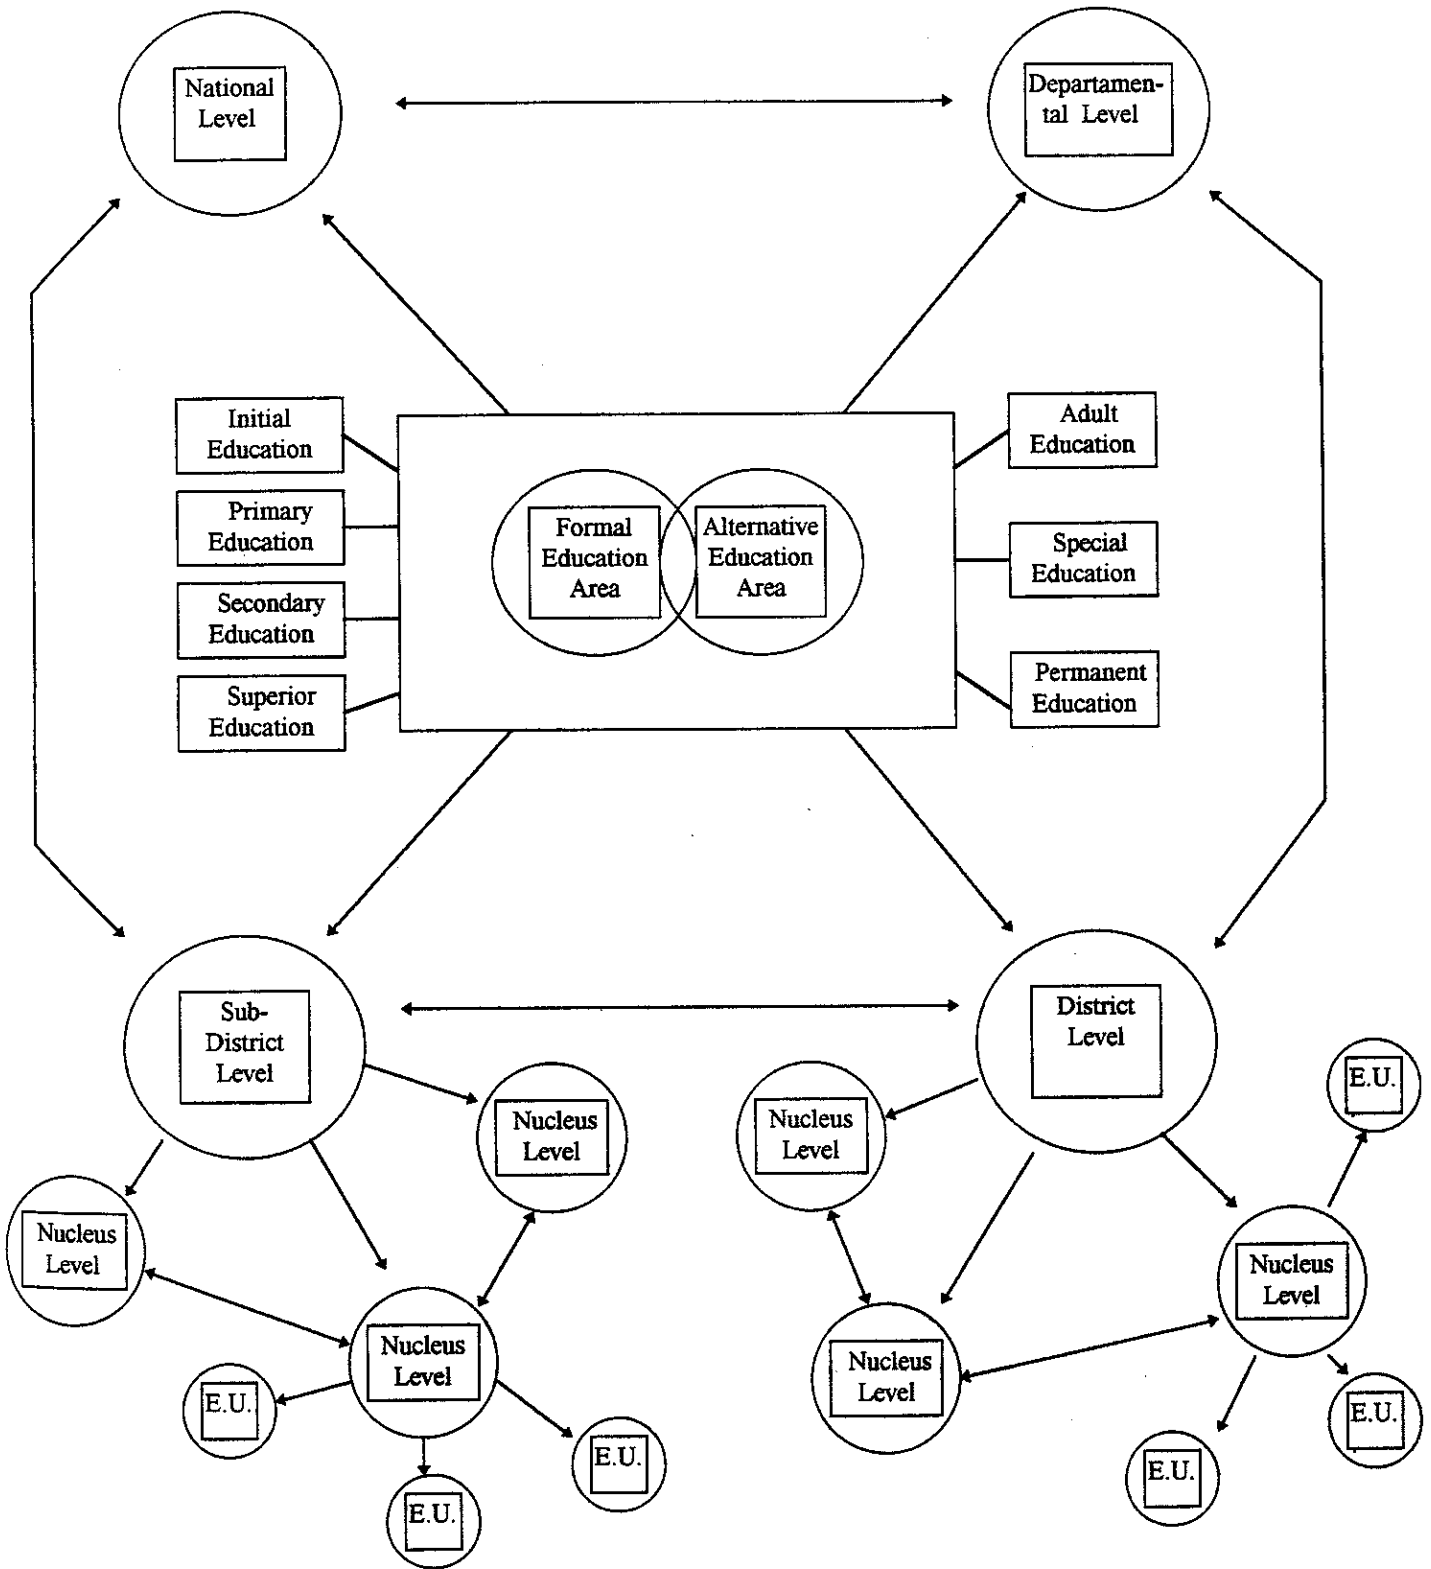 National
Level
Departamen-
tal Level
Initial
Education
Primary
Education
Secondary
Education
Superior
Education
Formal
Education
Area
Alternative
Education
Area
Adult
Education
Special
Education
Permanent
Education
Sub-
District
Level
District
Level
Nucleus
Level
Nucleus
Level
E.U.
Nucleus
Level
Nucleus
Level
Nucleus
Level
Nucleus
Level
E.U.
E.U.
E.U.
E.U.
E.U.